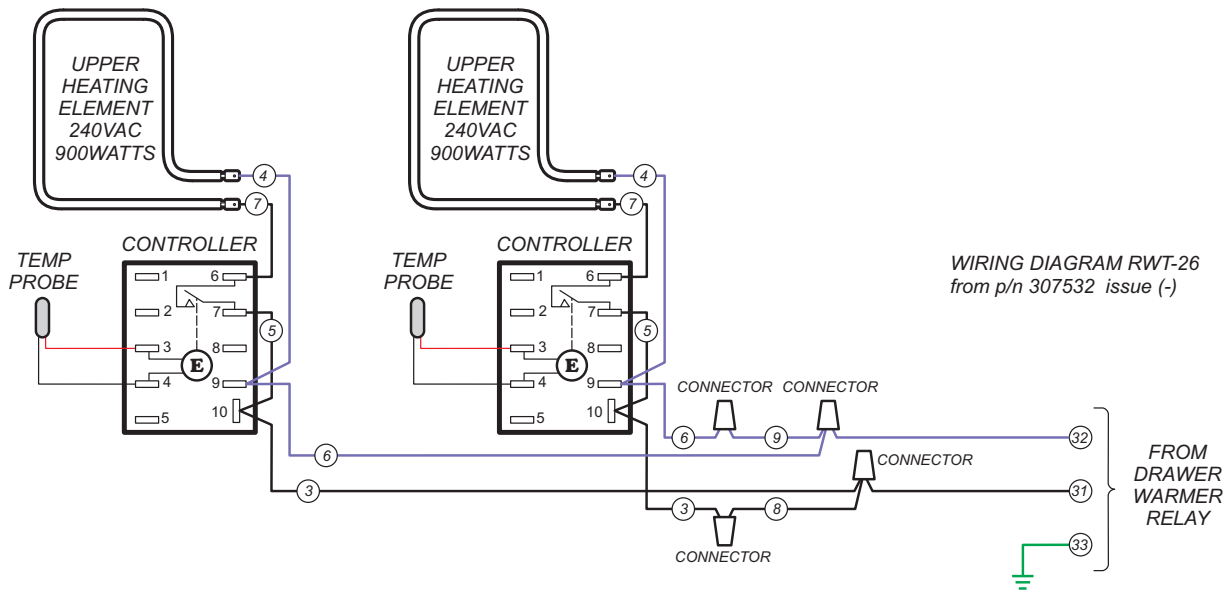 UPPER
HEATING
ELEMENT
240VAC
900WATTS
4
7
CONTROLLER
TEMP
PROBE
1
2
3
4
5
6
7
8
9
10
E
5
6
3
UPPER
HEATING
ELEMENT
240VAC
900WATTS
4
7
CONTROLLER
TEMP
PROBE
1
2
3
4
5
6
7
8
9
10
E
5
WIRING DIAGRAM RWT-26
from p/n 307532 issue (-)
CONNECTOR
CONNECTOR
6
9
32
CONNECTOR
31
3
8
CONNECTOR
33
FROM
DRAWER
WARMER
RELAY